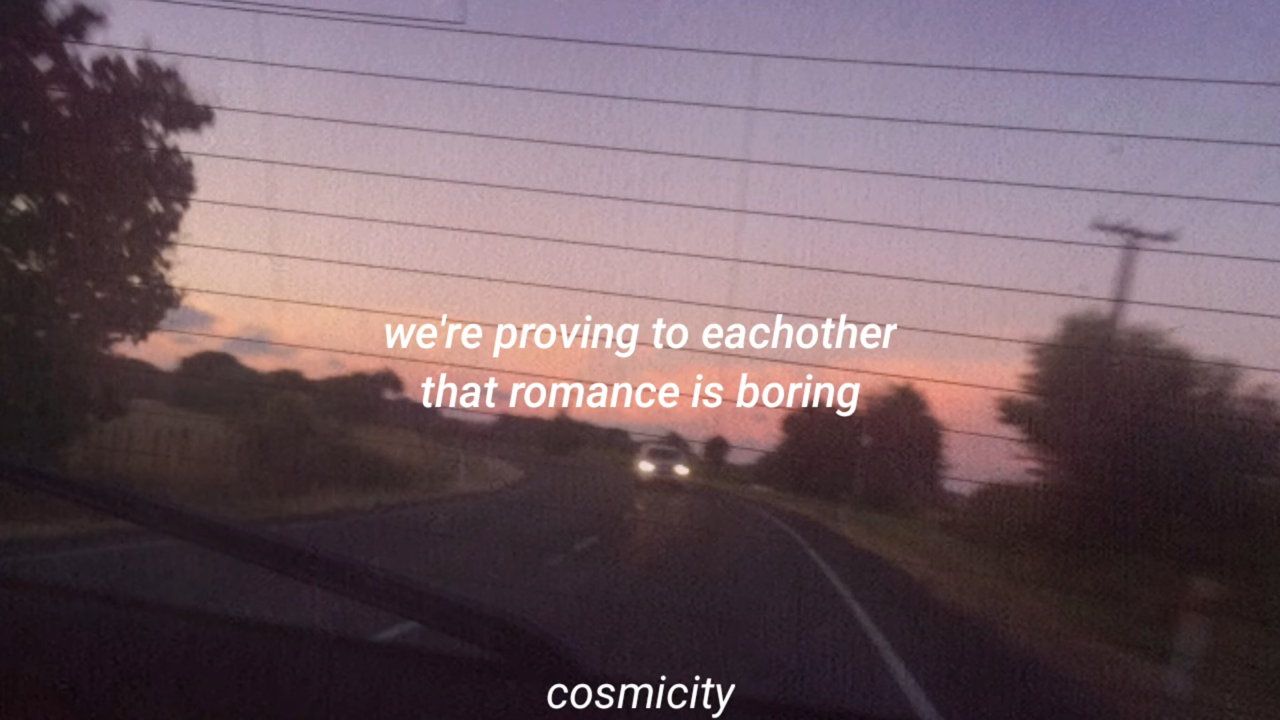 we're proving to eachother
that romance is boring
cosmicity